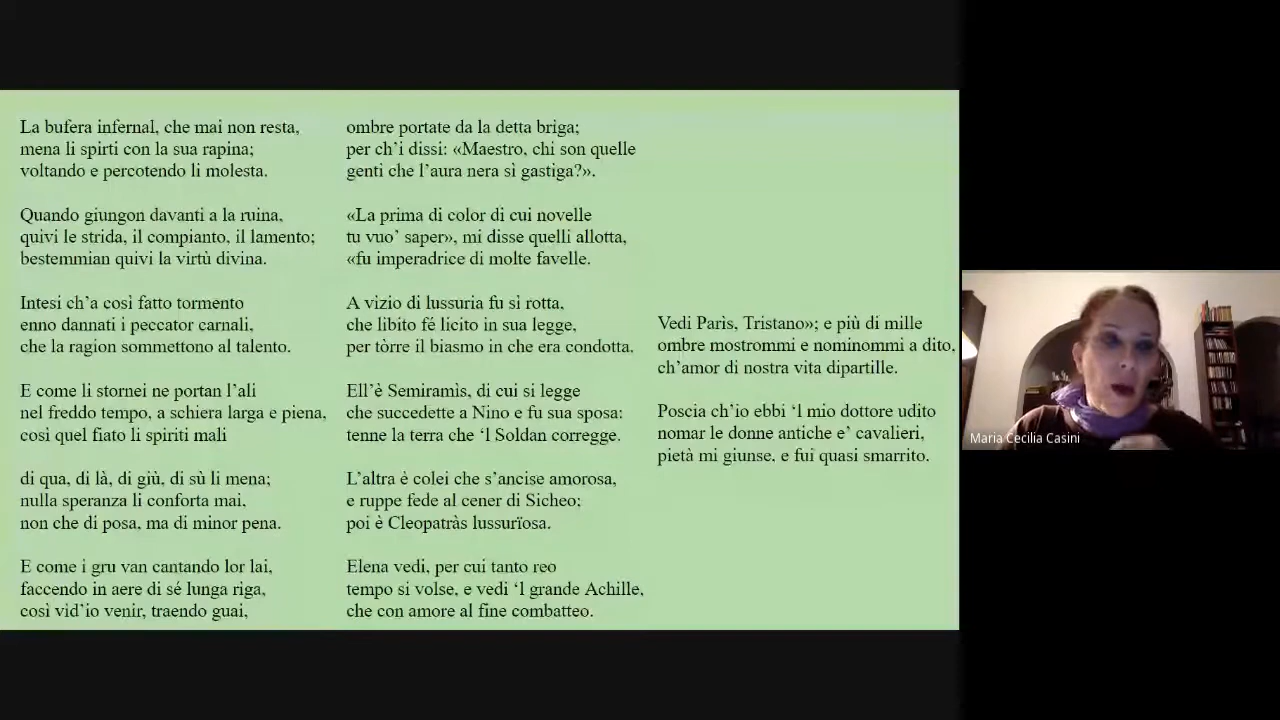 La bufera infernal, che mai non resta,
mena li spirti con la sua rapina;
voltando e percotendo li molesta.
Quando giungon davanti a la ruina,
quivi le strida, il compianto, il lamento;
bestemmian quivi la virtù divina.
Intesi ch’a così fatto tormento
enno dannati i peccator carnali,
che la ragion sommettono al talento.
E come li stornei ne portan l’ali
nel freddo tempo, a schiera larga e piena,
così quel fiato li spiriti mali
di qua, di là, di giù, di sù li mena;
nulla speranza li conforta mai,
non che di posa, ma di minor pena.
E come i gru van cantando lor lai,
faccendo in aere di sé lunga riga,
così vid’io venir, traendo guai,
ombre portate da la detta briga;
per ch’i dissi: «Maestro, chi son quelle
genti che l’aura nera sì gastiga?».
«La prima di color di cui novelle
tu vuo’ saper», mi disse quelli allotta,
«fu imperadrice di molte favelle.
A vizio di lussuria fu sì rotta,
che libito fé licito in sua legge,
per tòrre il biasmo in che era condotta.
Ell’è Semiramìs, di cui si legge
che succedette a Nino e fu sua sposa:
tenne la terra che ‘l Soldan corregge.
L’altra è colei che s’ancise amorosa,
e ruppe fede al cener di Sicheo;
poi è Cleopatràs lussurïosa.
Elena vedi, per cui tanto reo
tempo si volse, e vedi ‘l grande Achille,
che con amore al fine combatteo.
Vedi Parìs, Tristano»; e più di mille
ombre mostrommi e nominommi a dito,
ch’amor di nostra vita dipartille.
Poscia ch’io ebbi ‘l mio dottore udito
nomar le donne antiche e’ cavalieri,
pietà mi giunse, e fui quasi smarrito.
Maria Cecilia Casini